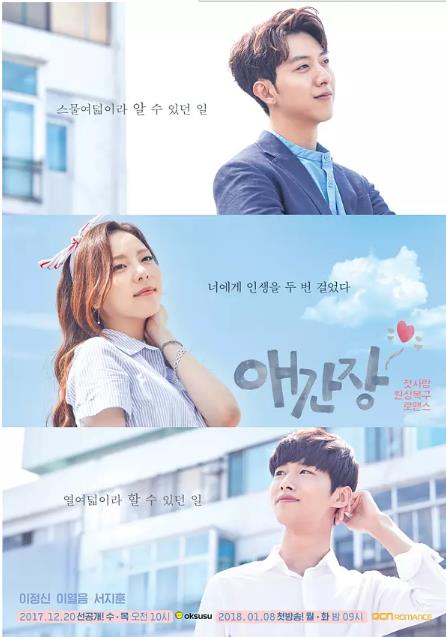 스물여덟이라 알 수 있던 일
너에게 인생을 두 번 걸었다
애간장
첫사랑
원상복구
로맨스
열여덟이라 할 수 있던 일
이정신 이열음 서지훈
2017.12.20 선공개! 수·목 오전 10시 oksusu 2018.01.08 첫방송! 월·화 밤 09시 OCN ROMANCE